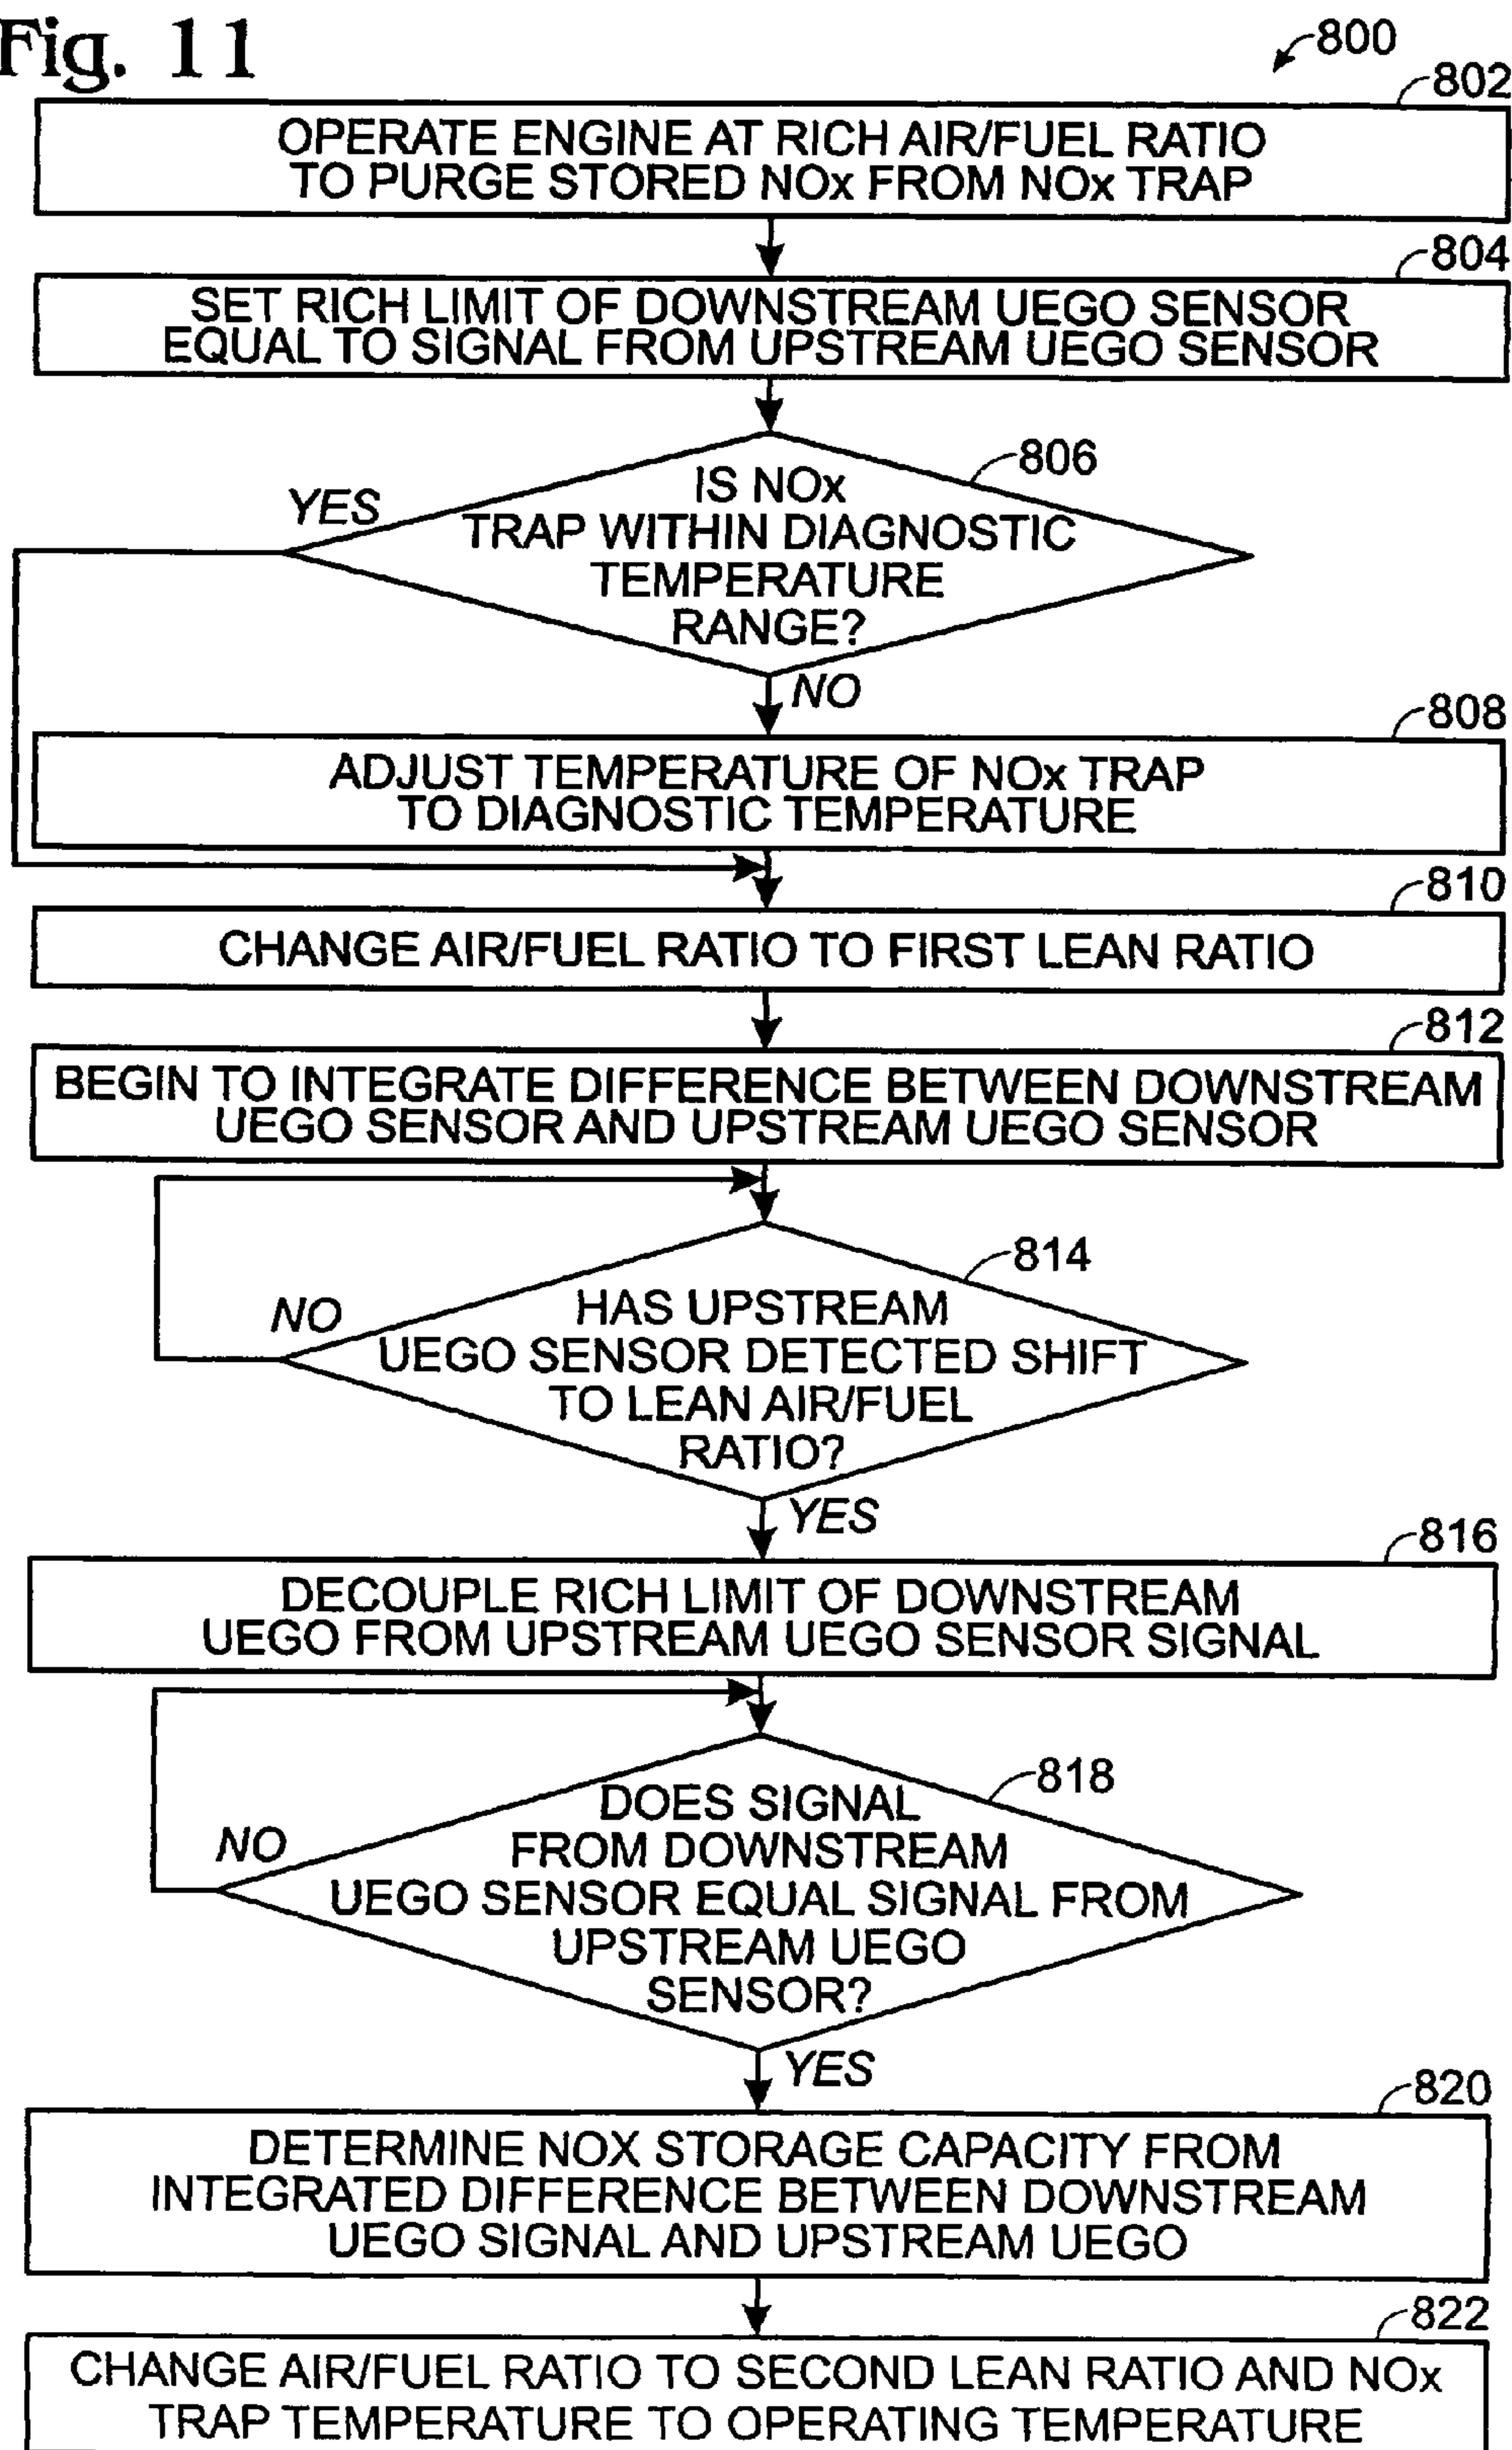 Fig. 11
800
802
OPERATE ENGINE AT RICH AIR/FUEL RATIO
TO PURGE STORED NOx FROM NOx TRAP
804
SET RICH LIMIT OF DOWNSTREAM UEGO SENSOR
EQUAL TO SIGNAL FROM UPSTREAM UEGO SENSOR
806
YES
IS NOx
TRAP WITHIN DIAGNOSTIC
TEMPERATURE
RANGE?
NO
808
ADJUST TEMPERATURE OF NOx TRAP
TO DIAGNOSTIC TEMPERATURE
810
CHANGE AIR/FUEL RATIO TO FIRST LEAN RATIO
812
BEGIN TO INTEGRATE DIFFERENCE BETWEEN DOWNSTREAM
UEGO SENSOR AND UPSTREAM UEGO SENSOR
814
NO
HAS UPSTREAM
UEGO SENSOR DETECTED SHIFT
TO LEAN AIR/FUEL
RATIO?
YES
816
DECOUPLE RICH LIMIT OF DOWNSTREAM
UEGO FROM UPSTREAM UEGO SENSOR SIGNAL
818
NO
DOES SIGNAL
FROM DOWNSTREAM
UEGO SENSOR EQUAL SIGNAL FROM
UPSTREAM UEGO
SENSOR?
YES
820
DETERMINE NOX STORAGE CAPACITY FROM
INTEGRATED DIFFERENCE BETWEEN DOWNSTREAM
UEGO SIGNAL AND UPSTREAM UEGO
822
CHANGE AIR/FUEL RATIO TO SECOND LEAN RATIO AND NOx
TRAP TEMPERATURE TO OPERATING TEMPERATURE